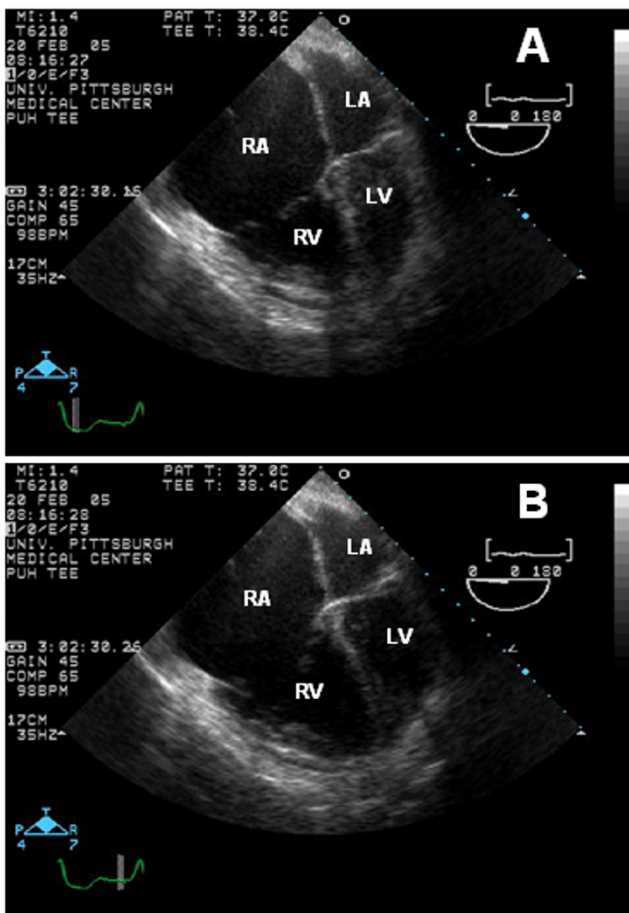 MI: 1.4 PAT T: 37.0C
T6210 TEE T: 38.4C
20 FEB 05
08:16:27
1/0/E/F3
UNIV. PITTSBURGH
MEDICAL CENTER
PUH TEE
A
0 0 180
LA
RA
LV
RV
3:02:30.15
GAIN 45
COMP 65
98BPM
17CM
35HZ
T
P R
4 7
MI: 1.4 PAT T: 37.0C
T6210 TEE T: 38.4C
20 FEB 05
08:16:28
1/0/E/F3
UNIV. PITTSBURGH
MEDICAL CENTER
PUH TEE
B
0 0 180
LA
RA
LV
RV
3:02:30.26
GAIN 45
COMP 65
98BPM
17CM
35HZ
T
P R
4 7